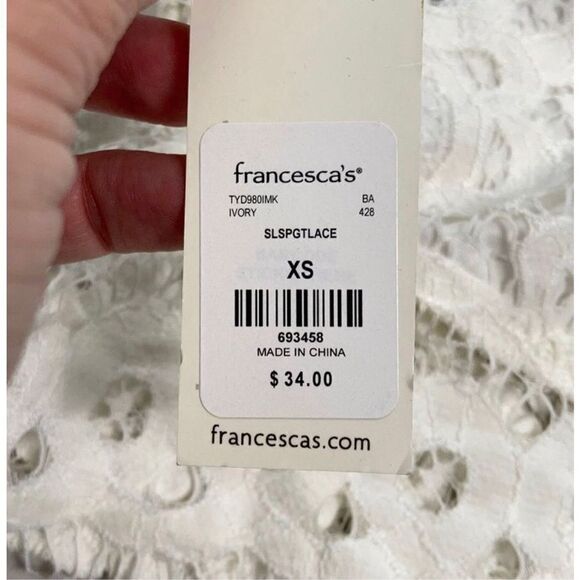 francesca's®
TYD980IMK BA
IVORY 428
SLSPGTLACE
XS
693458
MADE IN CHINA
$ 34.00
francescas.com